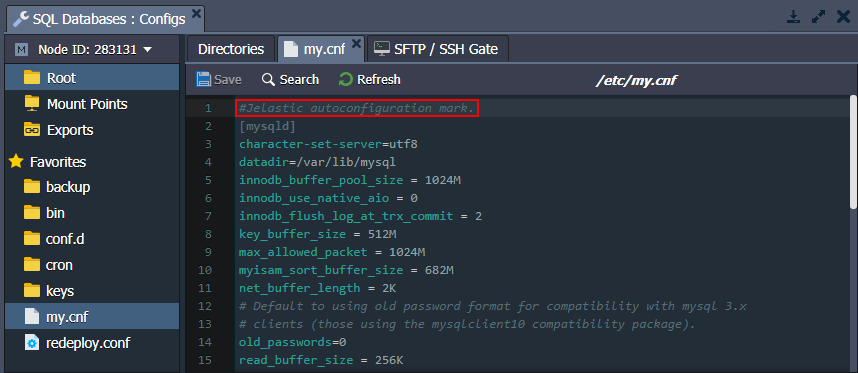 SQL Databases : Configs
M Node ID: 283131
Root
Mount Points
Exports
Favorites
backup
bin
conf.d
cron
keys
my.cnf
redeploy.conf
Directories
my.cnf
SFTP / SSH Gate
Save
Search
Refresh
/etc/my.cnf
1 #Jelastic autoconfiguration mark.
2 [mysqld]
3 character-set-server=utf8
4 datadir=/var/lib/mysql
5 innodb_buffer_pool_size = 1024M
6 innodb_use_native_aio = 0
7 innodb_flush_log_at_trx_commit = 2
8 key_buffer_size = 512M
9 max_allowed_packet = 1024M
10 myisam_sort_buffer_size = 682M
11 net_buffer_length = 2K
12 # Default to using old password format for compatibility with mysql 3.x
13 # clients (those using the mysqlclient10 compatibility package).
14 old_passwords=0
15 read_buffer_size = 256K